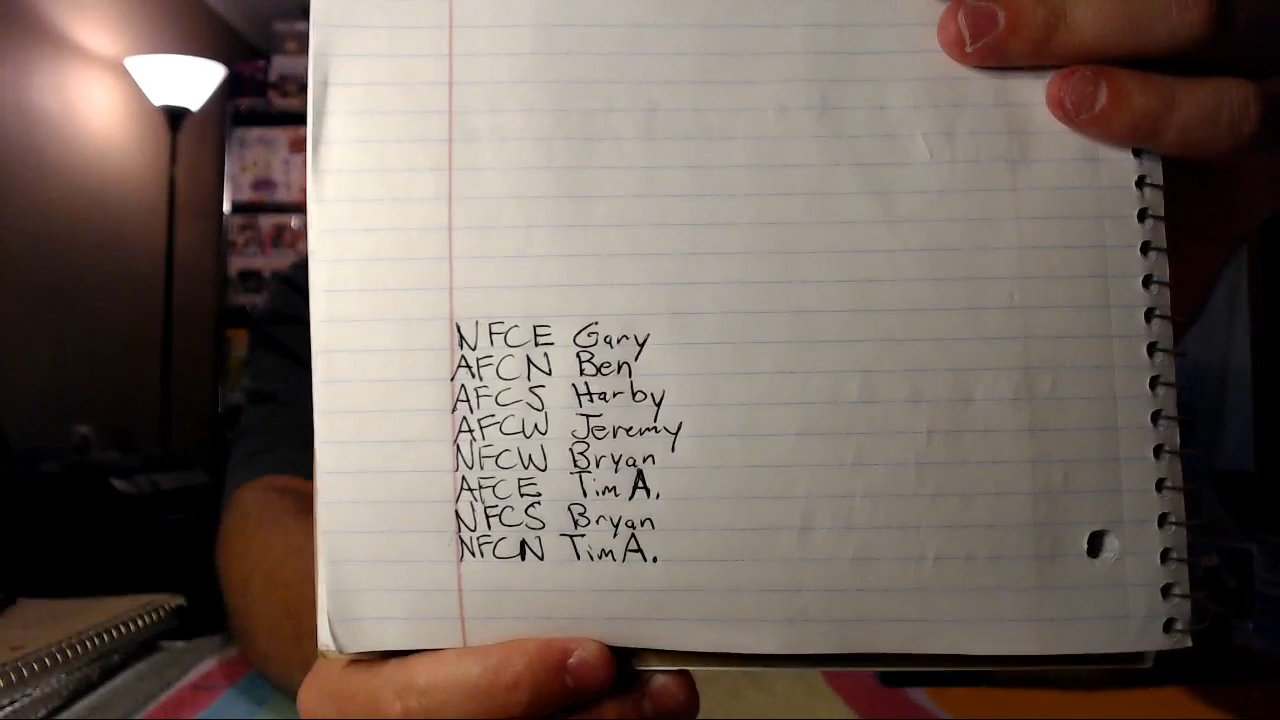 NFCE Gary
AFCN Ben
AFCS Harby
AFCW Jeremy
NFCW Bryan
AFCE Tim A.
NFCS Bryan
NFCN Tim A.